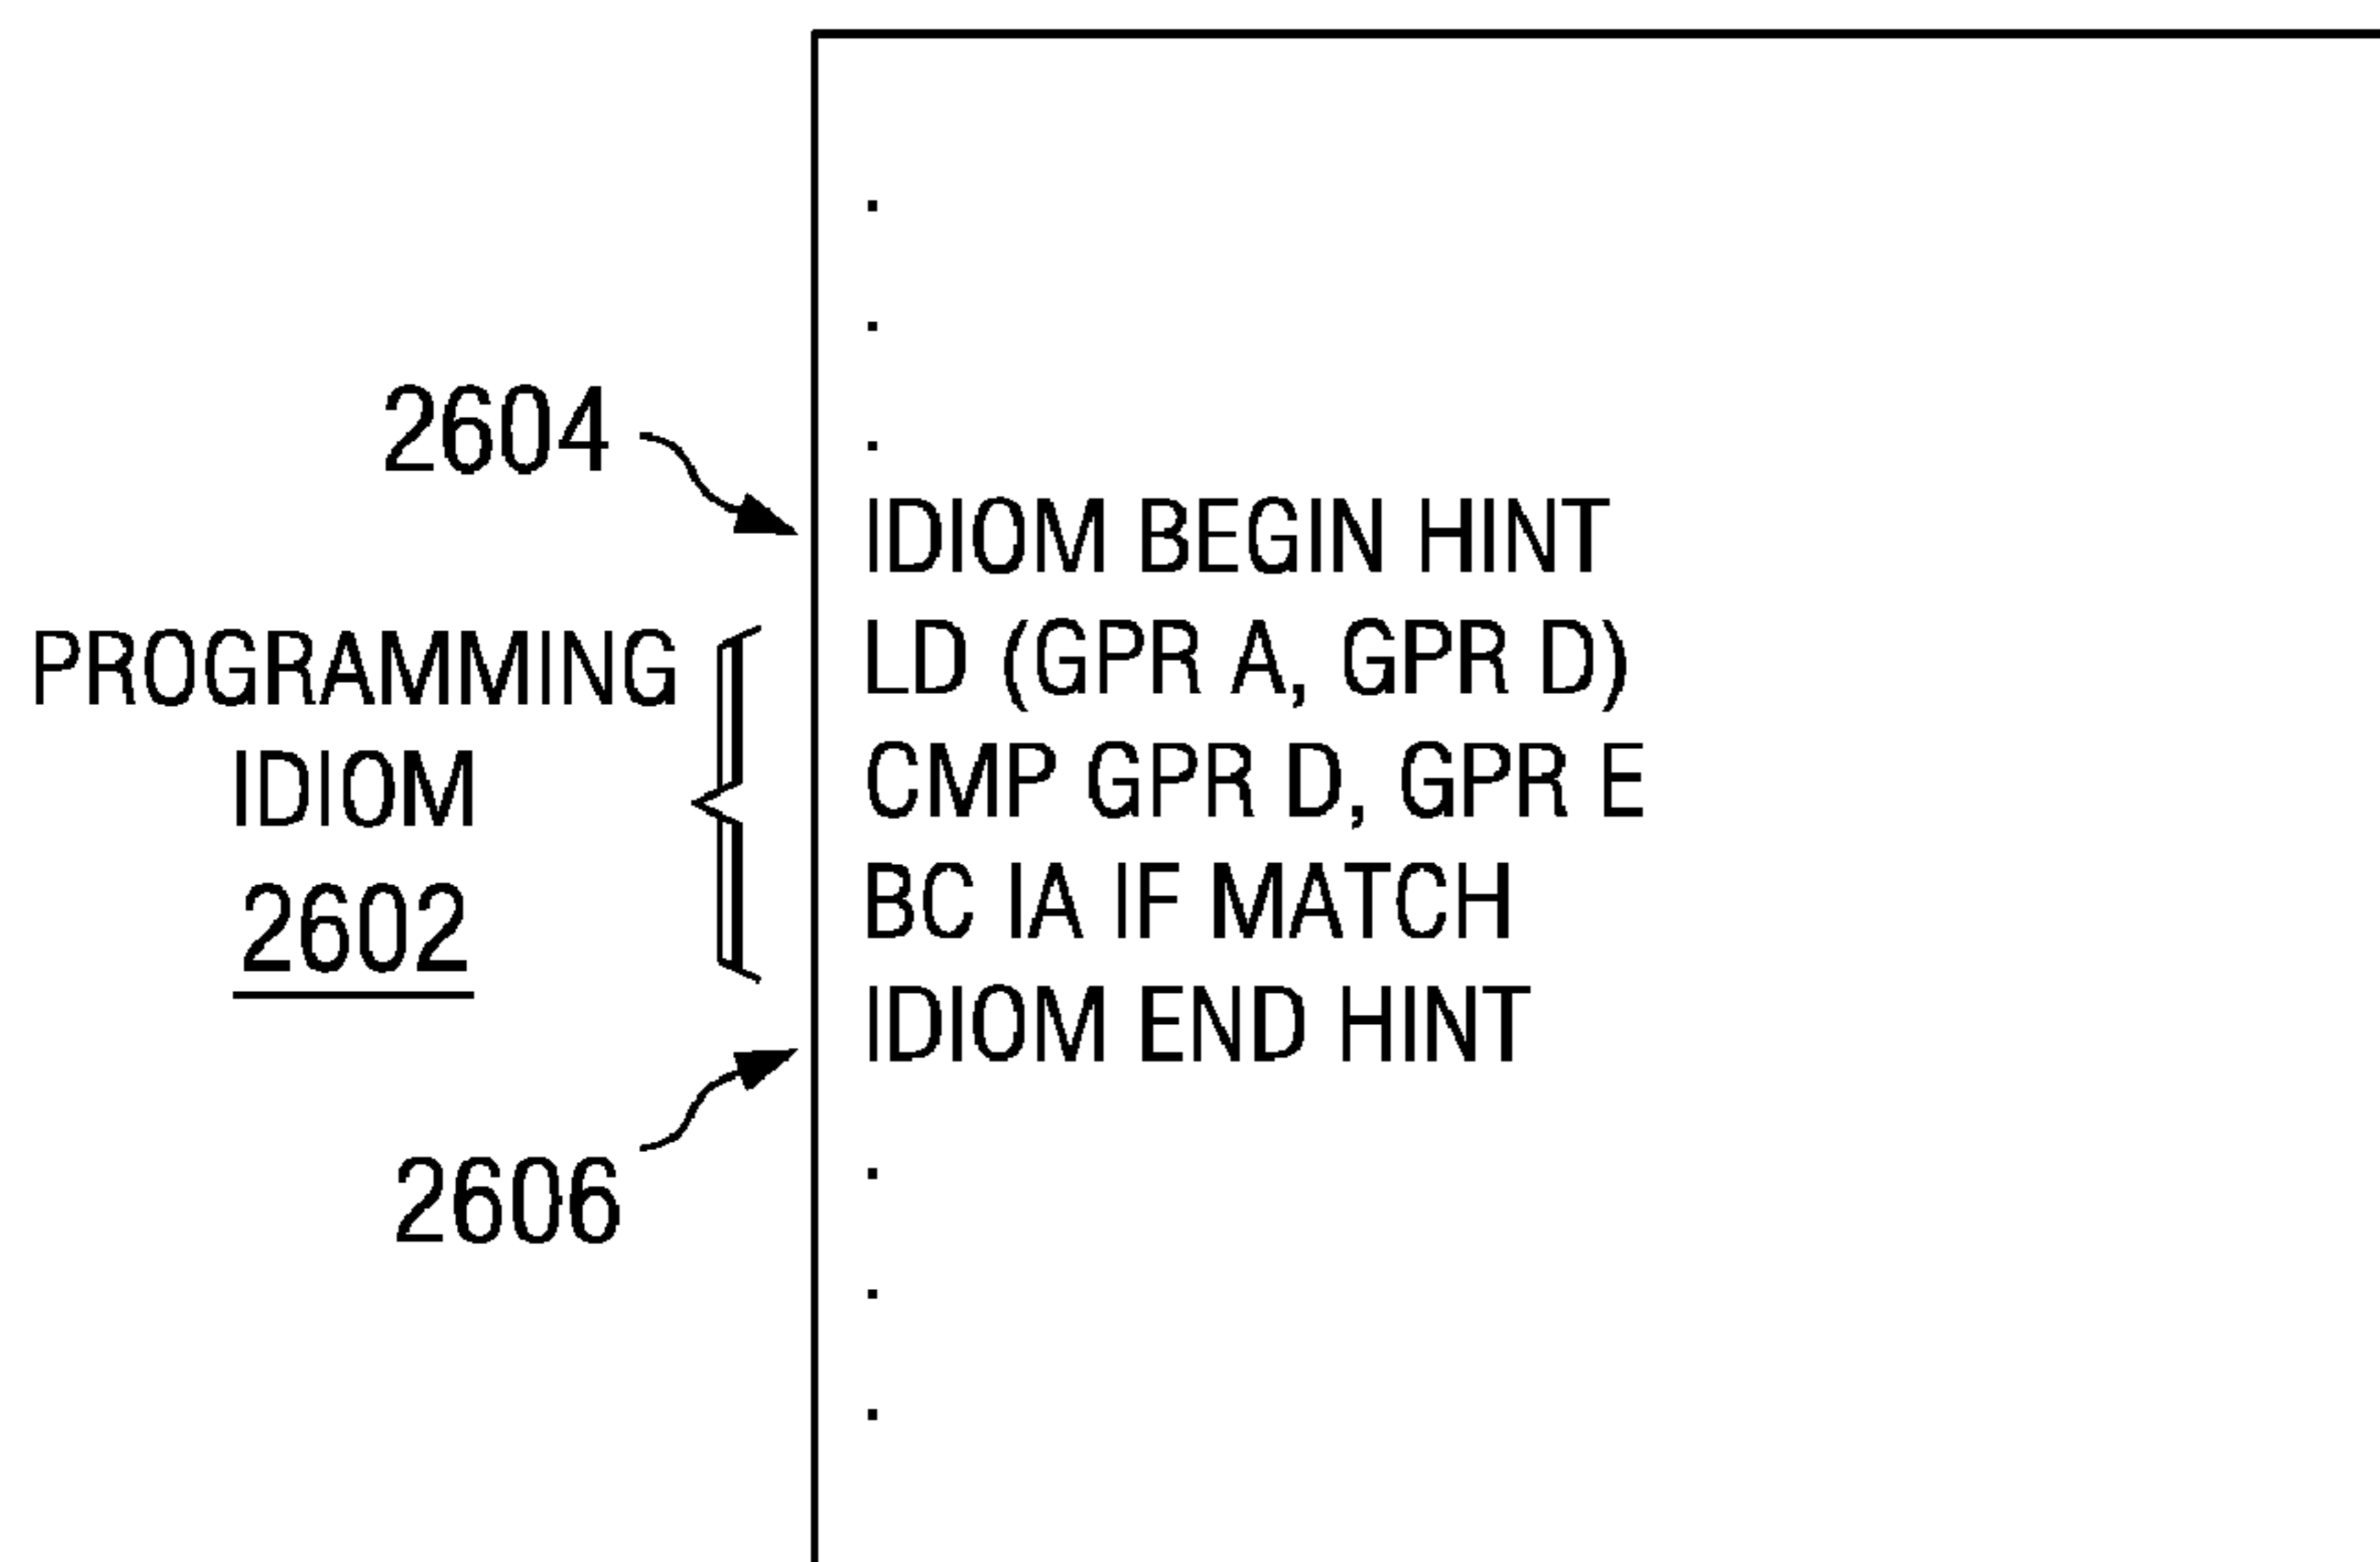 .
.
.
2604
IDIOM BEGIN HINT
PROGRAMMING
IDIOM
2602
LD (GPR A, GPR D)
CMP GPR D, GPR E
BC IA IF MATCH
IDIOM END HINT
2606
.
.
.